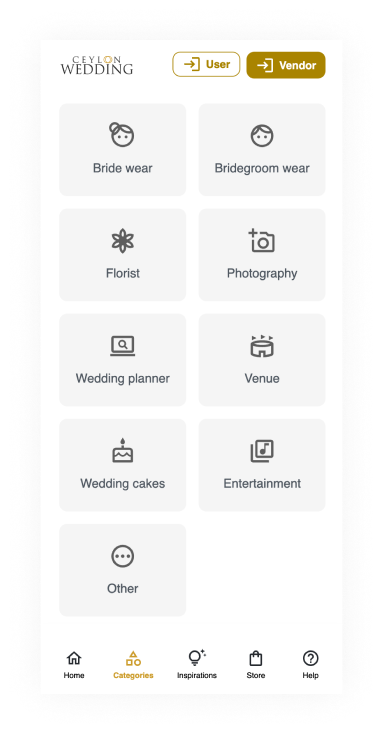 CEYLON
WEDDING
User
Vendor
Bride wear
Bridegroom wear
Florist
Photography
Wedding planner
Venue
Wedding cakes
Entertainment
Other
Home
Categories
Inspirations
Store
Help